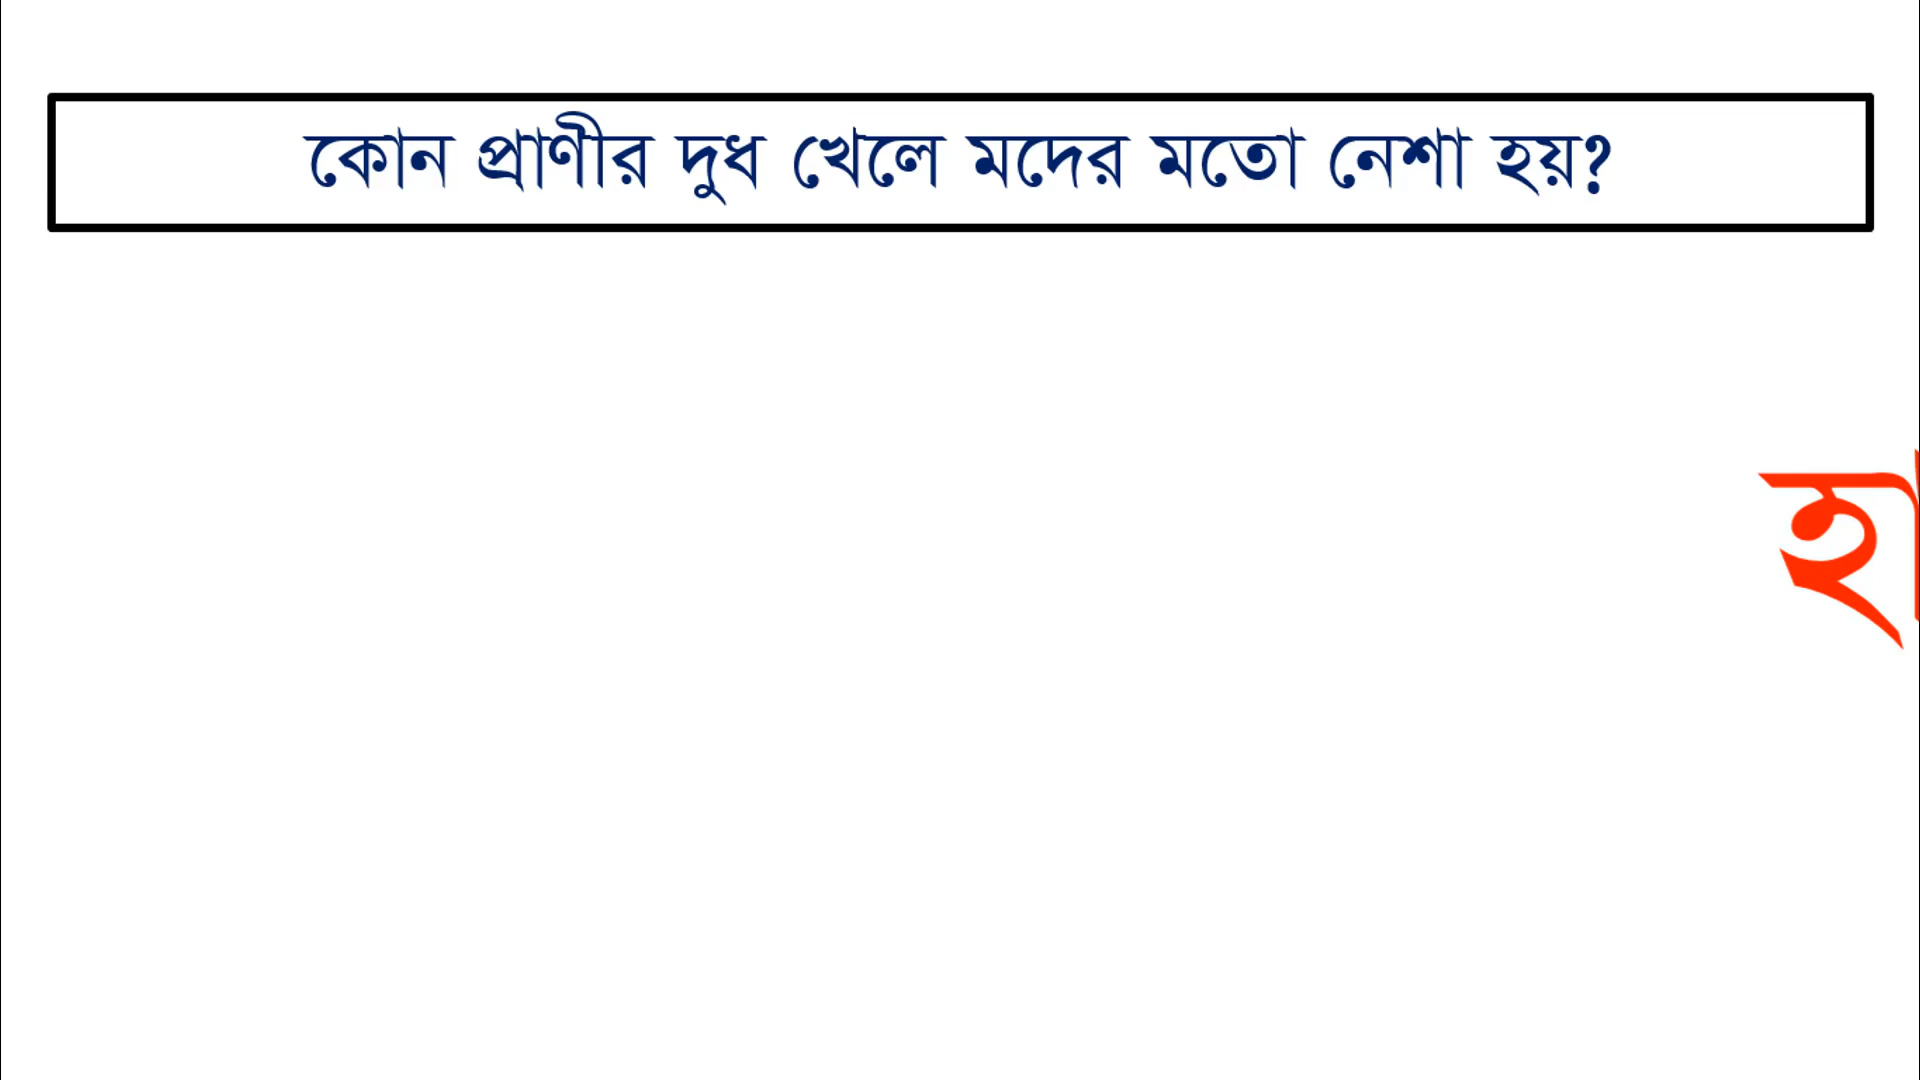 কোন প্রাণীর দুধ খেলে মদের মতো নেশা হয়?
হা